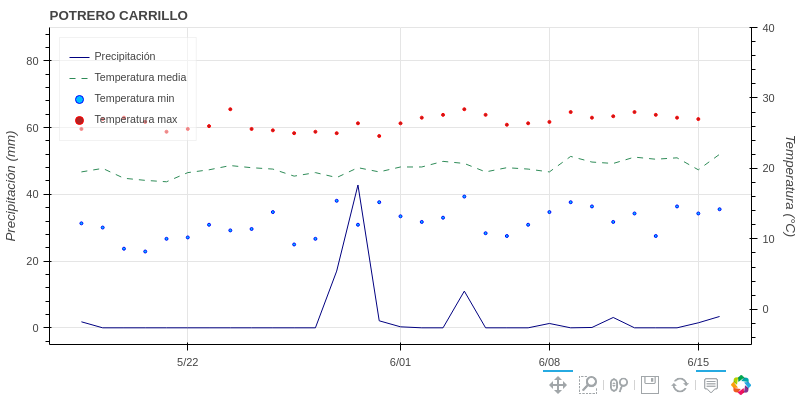 POTRERO CARRILLO
Precipitación
Temperatura media
Temperatura min
Temperatura max
Precipitación (mm)
80
60
40
20
0
Temperatura (°C)
40
30
20
10
0
5/22
6/01
6/08
6/15